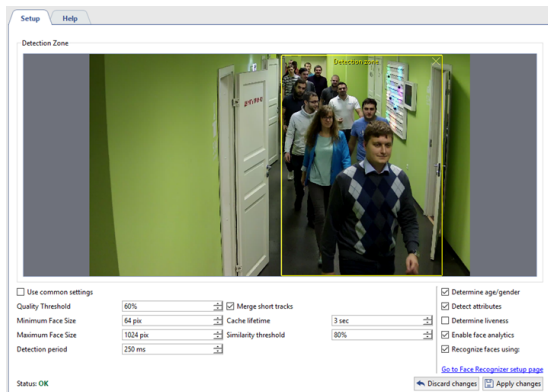 Setup
Help
Detection Zone
Detection zone
Use common settings
Quality Threshold 60% Merge short tracks
Minimum Face Size 64 pix Cache lifetime 3 sec
Maximum Face Size 1024 pix Similarity threshold 80%
Detection period 250 ms
Determine age/gender
Detect attributes
Determine liveness
Enable face analytics
Recognize faces using:
Go to Face Recognizer setup page
Status: OK
Discard changes
Apply changes